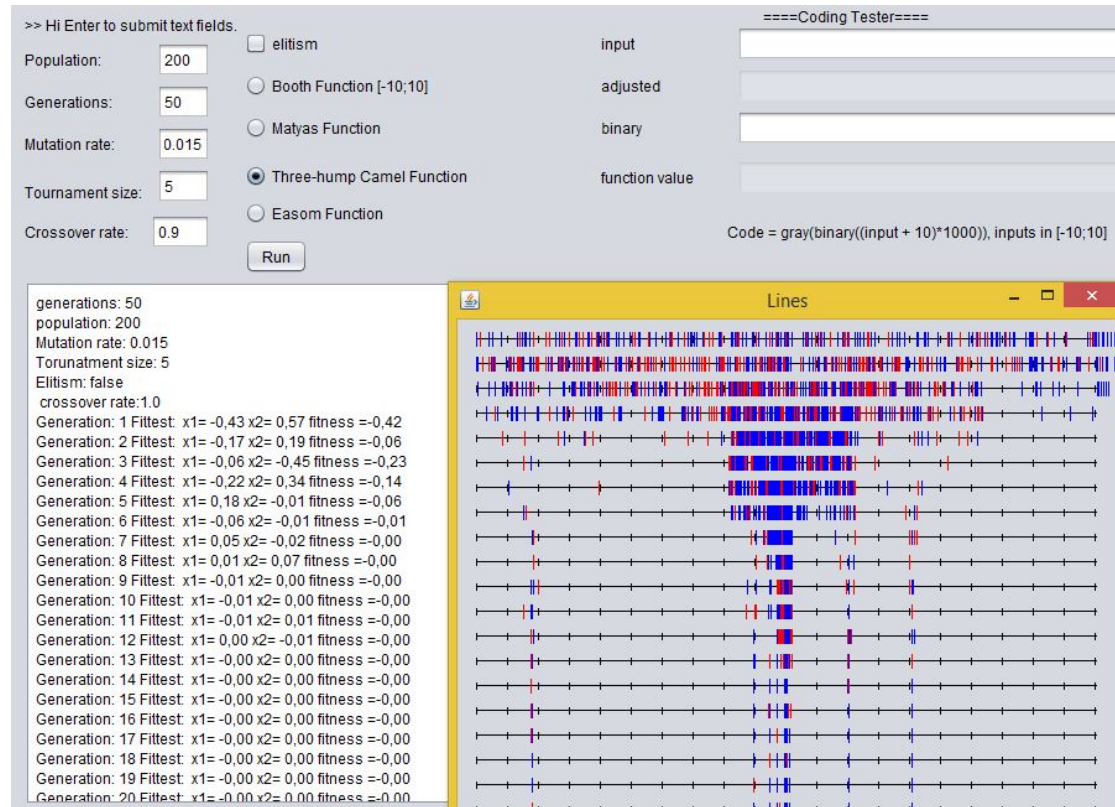 >> Hi Enter to submit text fields.
Population:
200
Generations:
50
Mutation rate:
0.015
Tournament size:
5
Crossover rate:
0.9
elitism
Booth Function [-10;10]
Matyas Function
Three-hump Camel Function
Easom Function
Run
====Coding Tester====
input
adjusted
binary
function value
Code = gray(binary((input + 10)*1000)), inputs in [-10;10]
generations: 50
population: 200
Mutation rate: 0.015
Torunatment size: 5
Elitism: false
crossover rate:1.0
Generation: 1 Fittest: x1= -0,43 x2= 0,57 fitness =-0,42
Generation: 2 Fittest: x1= -0,17 x2= 0,19 fitness =-0,06
Generation: 3 Fittest: x1= -0,06 x2= -0,45 fitness =-0,23
Generation: 4 Fittest: x1= -0,22 x2= 0,34 fitness =-0,14
Generation: 5 Fittest: x1= 0,18 x2= -0,01 fitness =-0,06
Generation: 6 Fittest: x1= -0,06 x2= -0,01 fitness =-0,01
Generation: 7 Fittest: x1= 0,05 x2= -0,02 fitness =-0,00
Generation: 8 Fittest: x1= 0,01 x2= 0,07 fitness =-0,00
Generation: 9 Fittest: x1= -0,01 x2= 0,00 fitness =-0,00
Generation: 10 Fittest: x1= -0,01 x2= 0,00 fitness =-0,00
Generation: 11 Fittest: x1= -0,01 x2= 0,01 fitness =-0,00
Generation: 12 Fittest: x1= 0,00 x2= -0,01 fitness =-0,00
Generation: 13 Fittest: x1= -0,00 x2= 0,00 fitness =-0,00
Generation: 14 Fittest: x1= -0,00 x2= 0,00 fitness =-0,00
Generation: 15 Fittest: x1= -0,00 x2= 0,00 fitness =-0,00
Generation: 16 Fittest: x1= -0,00 x2= 0,00 fitness =-0,00
Generation: 17 Fittest: x1= -0,00 x2= 0,00 fitness =-0,00
Generation: 18 Fittest: x1= -0,00 x2= 0,00 fitness =-0,00
Generation: 19 Fittest: x1= -0,00 x2= 0,00 fitness =-0,00
Generation: 20 Fittest: x1= -0,00 x2= 0,00 fitness =-0,00
Lines